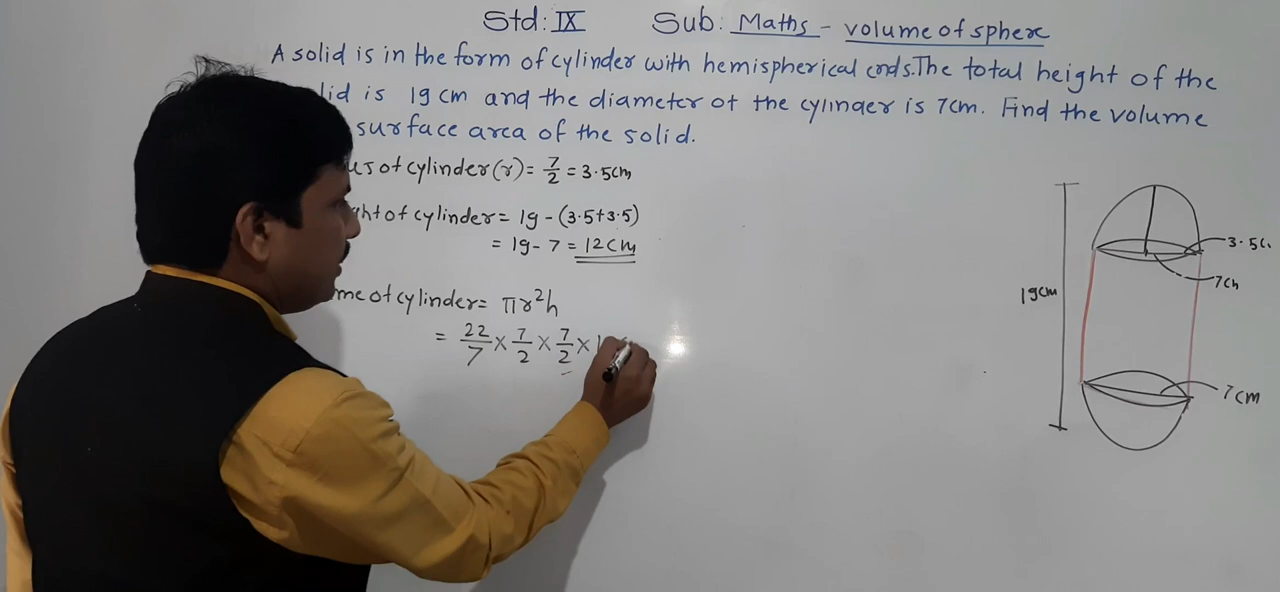 Std: IX Sub: Maths - volume of sphere
A solid is in the form of cylinder with hemispherical ends. The total height of the
lid is 19 cm and the diameter of the cylinder is 7cm. Find the volume
surface area of the solid.
us of cylinder (r) = 7/2 = 3.5cm
ht of cylinder = 19 - (3.5+3.5)
= 19 - 7 = 12cm
me of cylinder = πr²h
= 22/7 × 7/2 × 7/2 × 1
3.5c
7cm
19cm
7cm